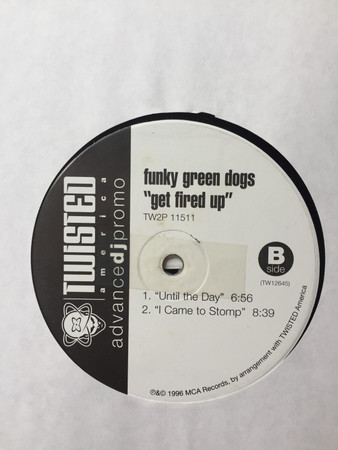 TWISTED
america
advancedjpromo
funky green dogs
"get fired up"
TW2P 11511
B
side
(TW12645)
1. "Until the Day" 6:56
2. "I Came to Stomp" 8:39
℗&© 1996 MCA Records, by arrangement with TWISTED America